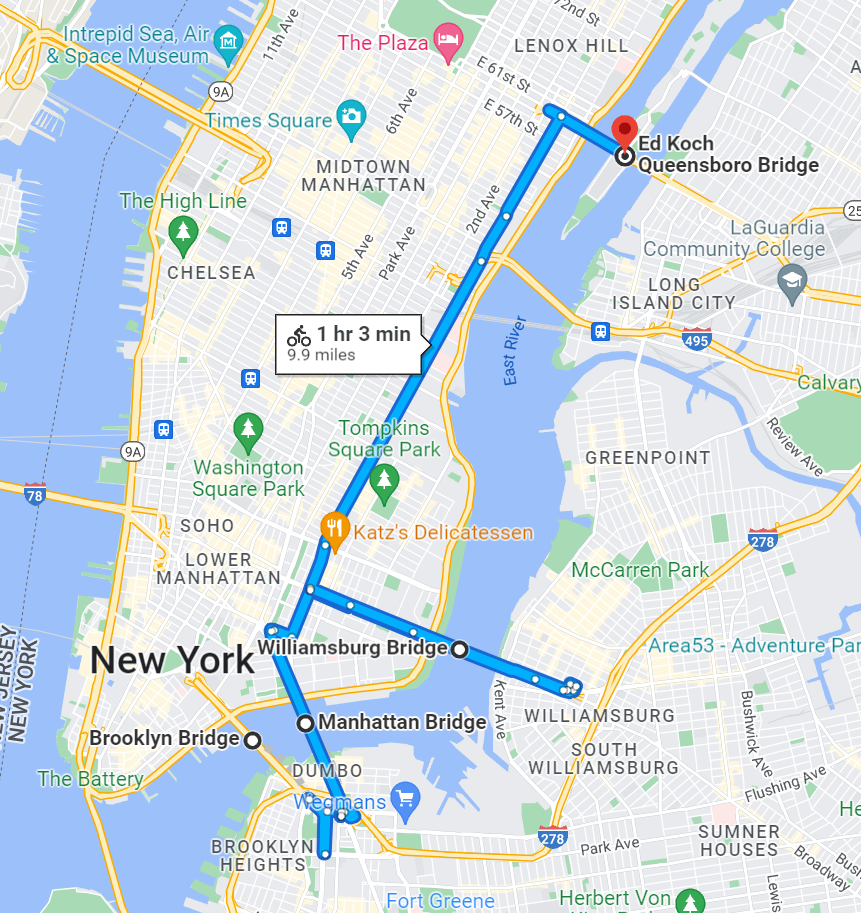 72nd St
Intrepid Sea, Air
& Space Museum
11th Ave
The Plaza
LENOX HILL
E 61st St
9A
Times Square
6th Ave
E 57th St
Ed Koch
Queensboro Bridge
MIDTOWN
MANHATTAN
The High Line
2nd Ave
25
LaGuardia
Community College
5th Ave
Park Ave
CHELSEA
LONG
ISLAND CITY
1 hr 3 min
9.9 miles
East River
495
Calvary
Tompkins
Square Park
Review Ave
9A
Washington
Square Park
GREENPOINT
78
SOHO
Katz's Delicatessen
278
LOWER
MANHATTAN
McCarren Park
NEW JERSEY
NEW YORK
New York
Williamsburg Bridge
Area53 - Adventure Par
Kent Ave
WILLIAMSBURG
Bushwick Ave
Manhattan Bridge
Brooklyn Bridge
SOUTH
WILLIAMSBURG
The Battery
DUMBO
Flushing Ave
Wegmans
He
BROOKLYN
HEIGHTS
278
Park Ave
SUMNER
HOUSES
Broadway
Bush
Lewis
Fort Greene
Herbert Von